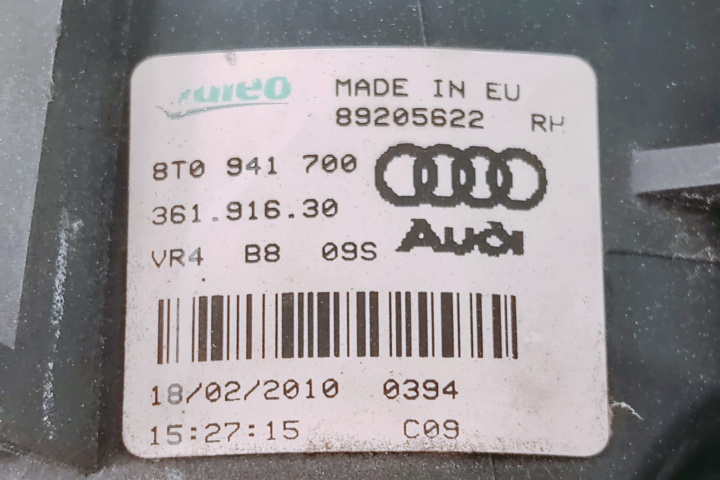 Valeo
MADE IN EU
89205622 RH
8T0 941 700
361.916.30
Audi
VR4 B8 09S
18/02/2010 0394
15:27:15 C09